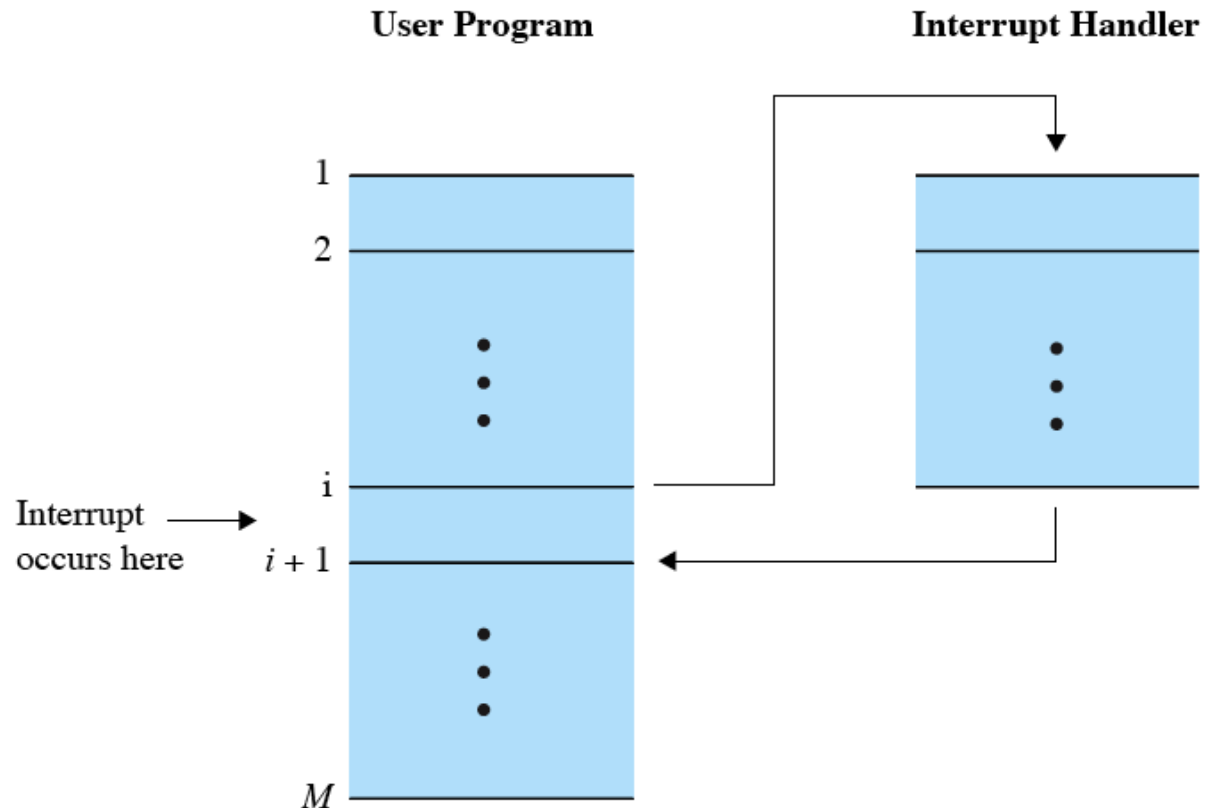 User Program
Interrupt Handler
1
2
i
Interrupt
occurs here
i + 1
M